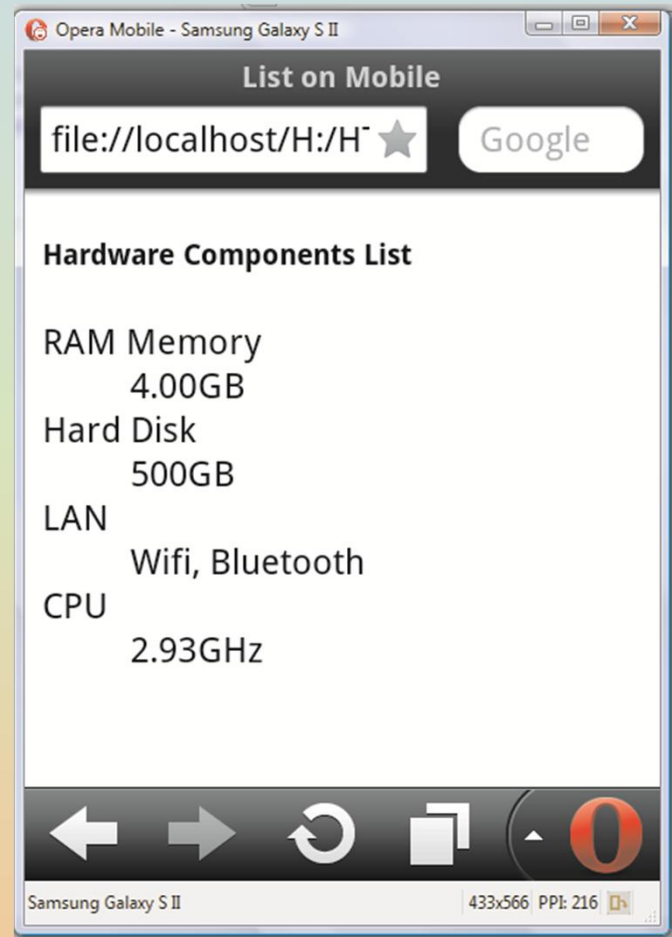 Opera Mobile - Samsung Galaxy S II
List on Mobile
file://localhost/H:/H
Google
Hardware Components List
RAM Memory
4.00GB
Hard Disk
500GB
LAN
Wifi, Bluetooth
CPU
2.93GHz
Samsung Galaxy S II 433x566 PPI: 216